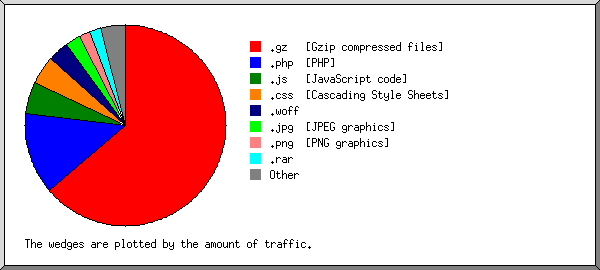 .gz [Gzip compressed files]
.php [PHP]
.js [JavaScript code]
.css [Cascading Style Sheets]
.woff
.jpg [JPEG graphics]
.png [PNG graphics]
.rar
Other
The wedges are plotted by the amount of traffic.